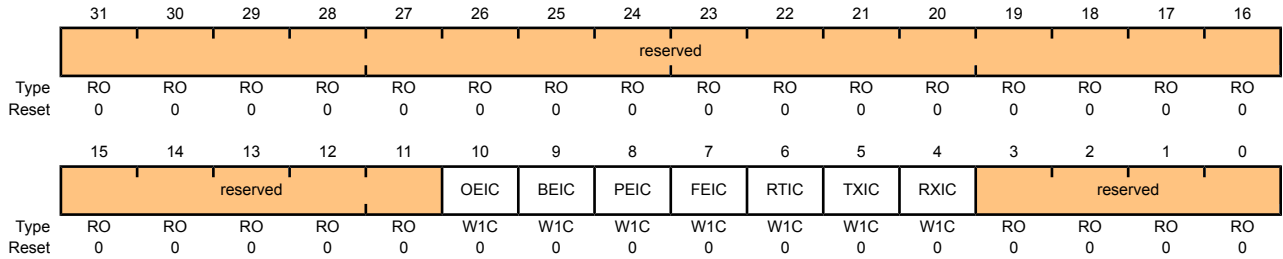 31 30 29 28 27 26 25 24 23 22 21 20 19 18 17 16
reserved
Type RO RO RO RO RO RO RO RO RO RO RO RO RO RO RO RO
Reset 0 0 0 0 0 0 0 0 0 0 0 0 0 0 0 0
15 14 13 12 11 10 9 8 7 6 5 4 3 2 1 0
reserved OEIC BEIC PEIC FEIC RTIC TXIC RXIC reserved
Type RO RO RO RO RO W1C W1C W1C W1C W1C W1C W1C RO RO RO RO
Reset 0 0 0 0 0 0 0 0 0 0 0 0 0 0 0 0